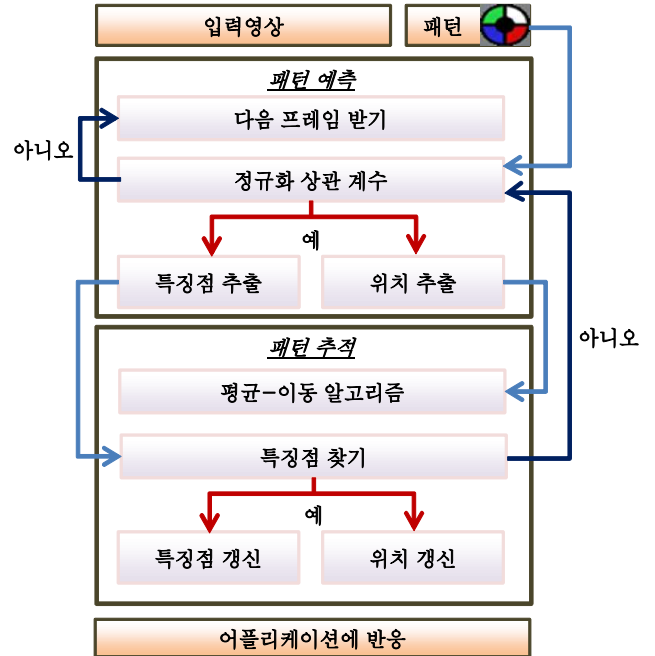 입력영상
패턴
패턴 예측
다음 프레임 받기
아니오
정규화 상관 계수
예
특징점 추출
위치 추출
패턴 추적
아니오
평균-이동 알고리즘
특징점 찾기
예
특징점 갱신
위치 갱신
어플리케이션에 반응